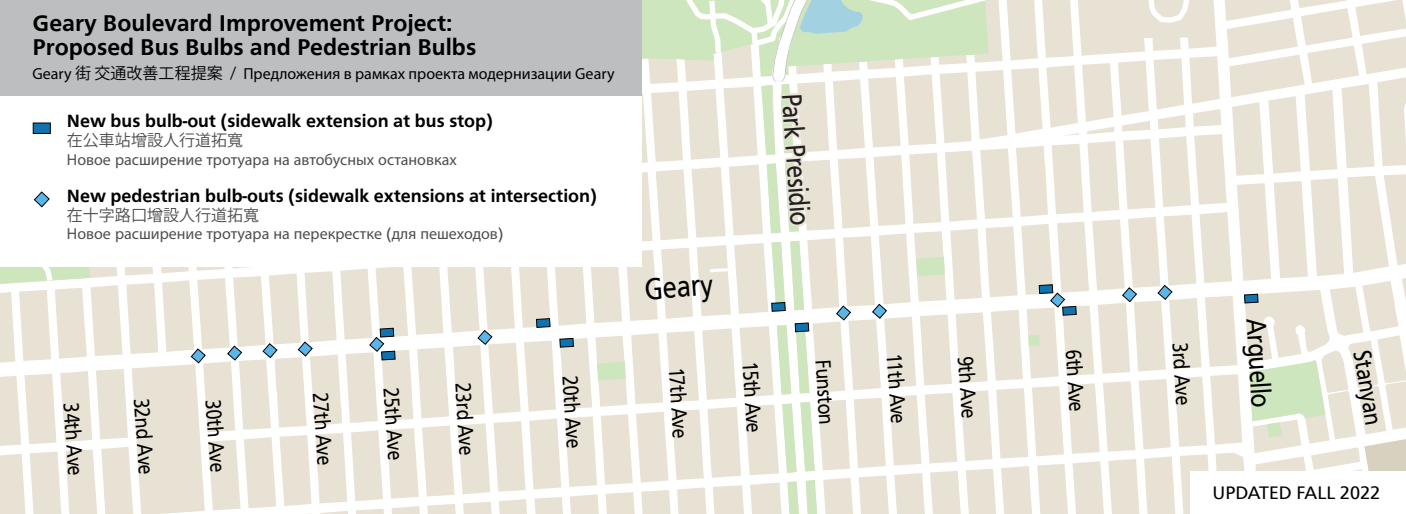 Geary Boulevard Improvement Project:
Proposed Bus Bulbs and Pedestrian Bulbs
Geary 街 交通改善工程提案 / Предложения в рамках проекта модернизации Geary
New bus bulb-out (sidewalk extension at bus stop)
在公車站增設人行道拓寬
Новое расширение тротуара на автобусных остановках
New pedestrian bulb-outs (sidewalk extensions at intersection)
在十字路口增設人行道拓寬
Новое расширение тротуара на перекрестке (для пешеходов)
Park Presidio
Geary
34th Ave
32nd Ave
30th Ave
27th Ave
25th Ave
23rd Ave
20th Ave
17th Ave
15th Ave
Funston
11th Ave
9th Ave
6th Ave
3rd Ave
Arguello
Stanyan
UPDATED FALL 2022